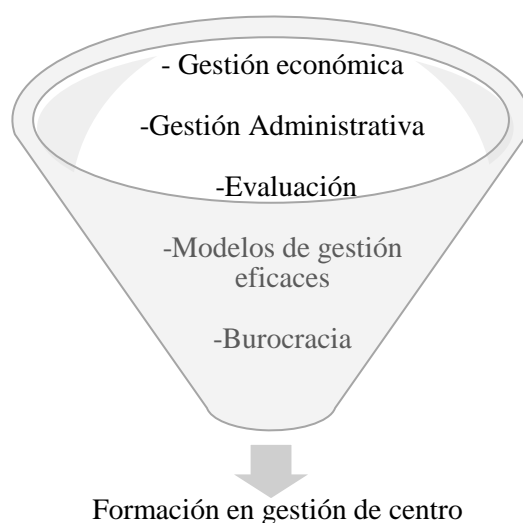 - Gestión económica
-Gestión Administrativa
-Evaluación
-Modelos de gestión
eficaces
-Burocracia
Formación en gestión de centro